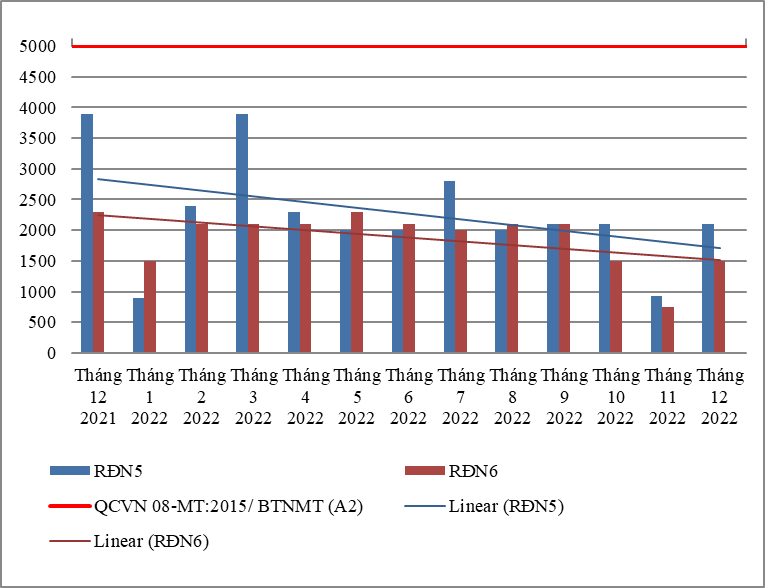 5000
4500
4000
3500
3000
2500
2000
1500
1000
500
0
Tháng Tháng Tháng Tháng Tháng Tháng Tháng Tháng Tháng Tháng Tháng Tháng Tháng
12 1 2 3 4 5 6 7 8 9 10 11 12
2021 2022 2022 2022 2022 2022 2022 2022 2022 2022 2022 2022 2022
RĐN5 RĐN6
QCVN 08-MT:2015/ BTNMT (A2) Linear (RĐN5)
Linear (RĐN6)